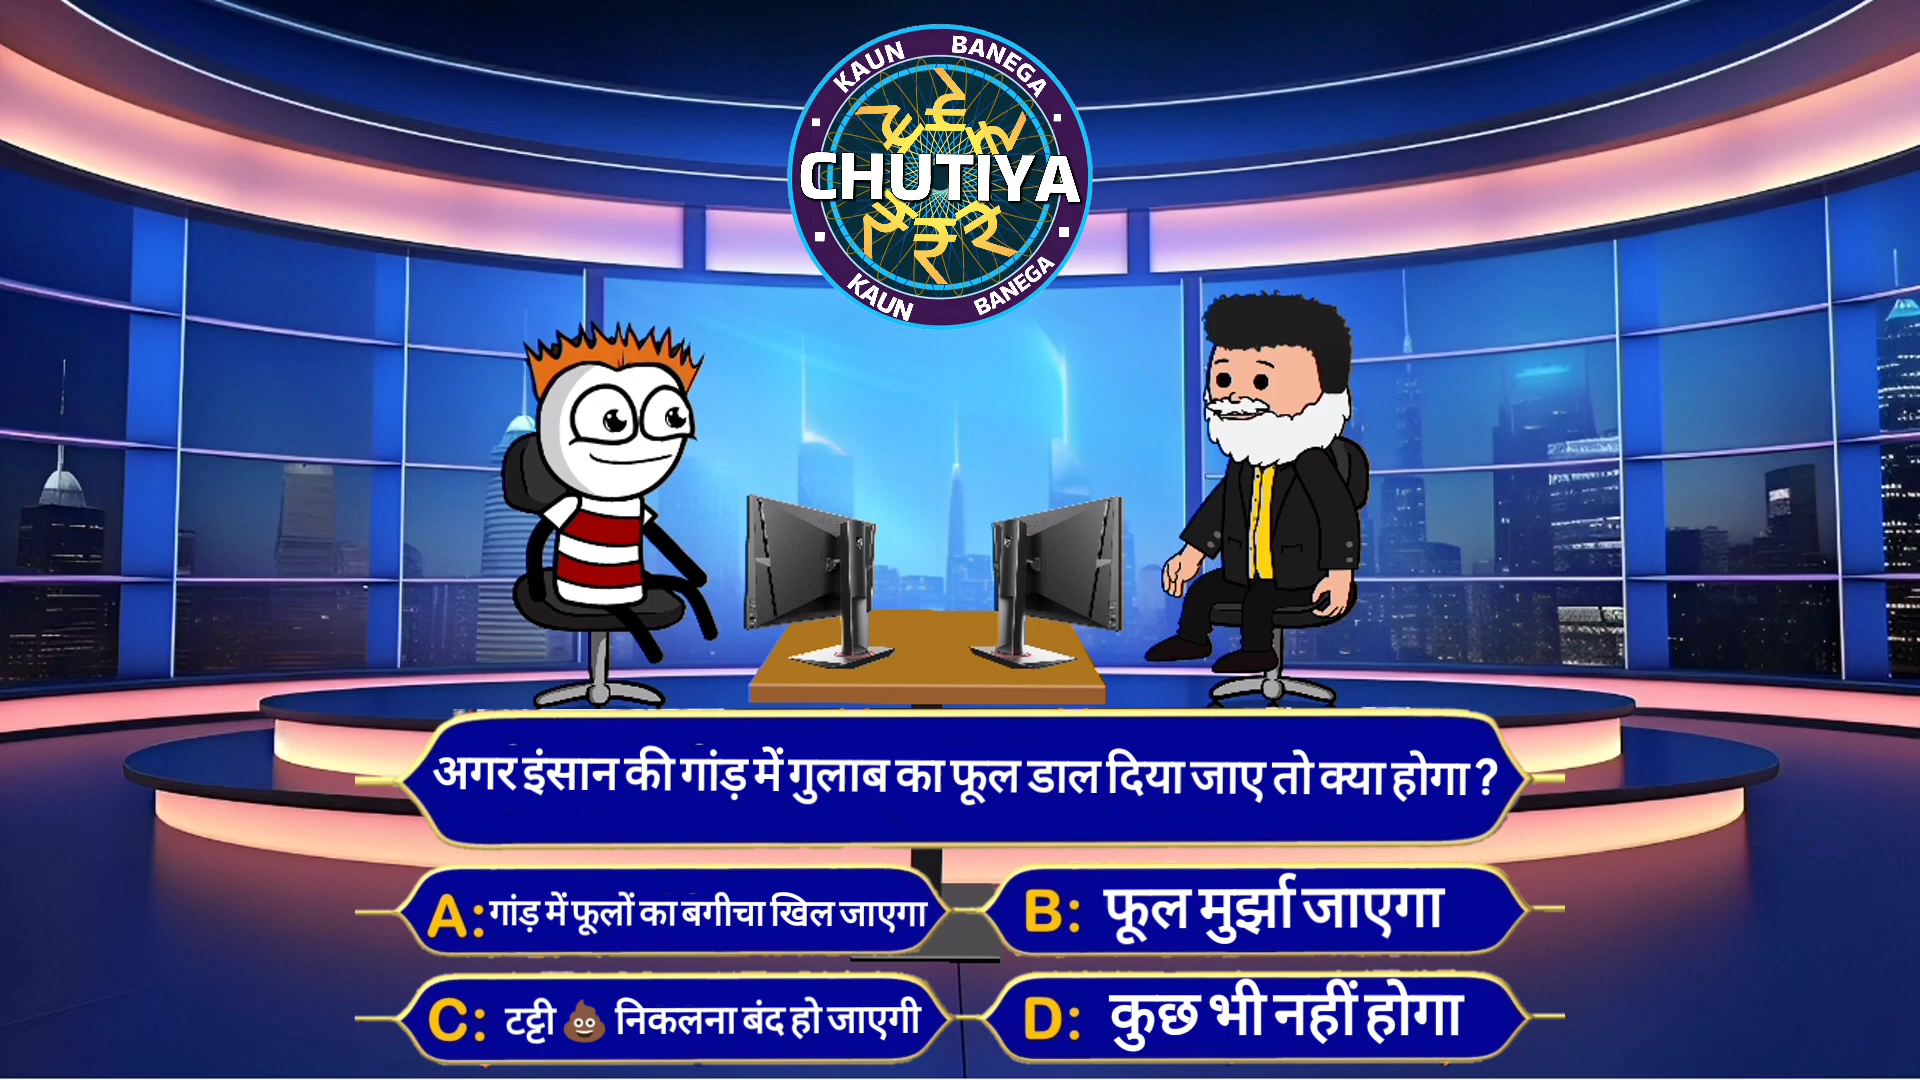 KAUN BANEGA
CHUTIYA
KAUN BANEGA
अगर इंसान की गांड़ में गुलाब का फूल डाल दिया जाए तो क्या होगा ?
A: गांड़ में फूलों का बगीचा खिल जाएगा
B: फूल मुर्झा जाएगा
C: टट्टी 💩 निकलना बंद हो जाएगी
D: कुछ भी नहीं होगा